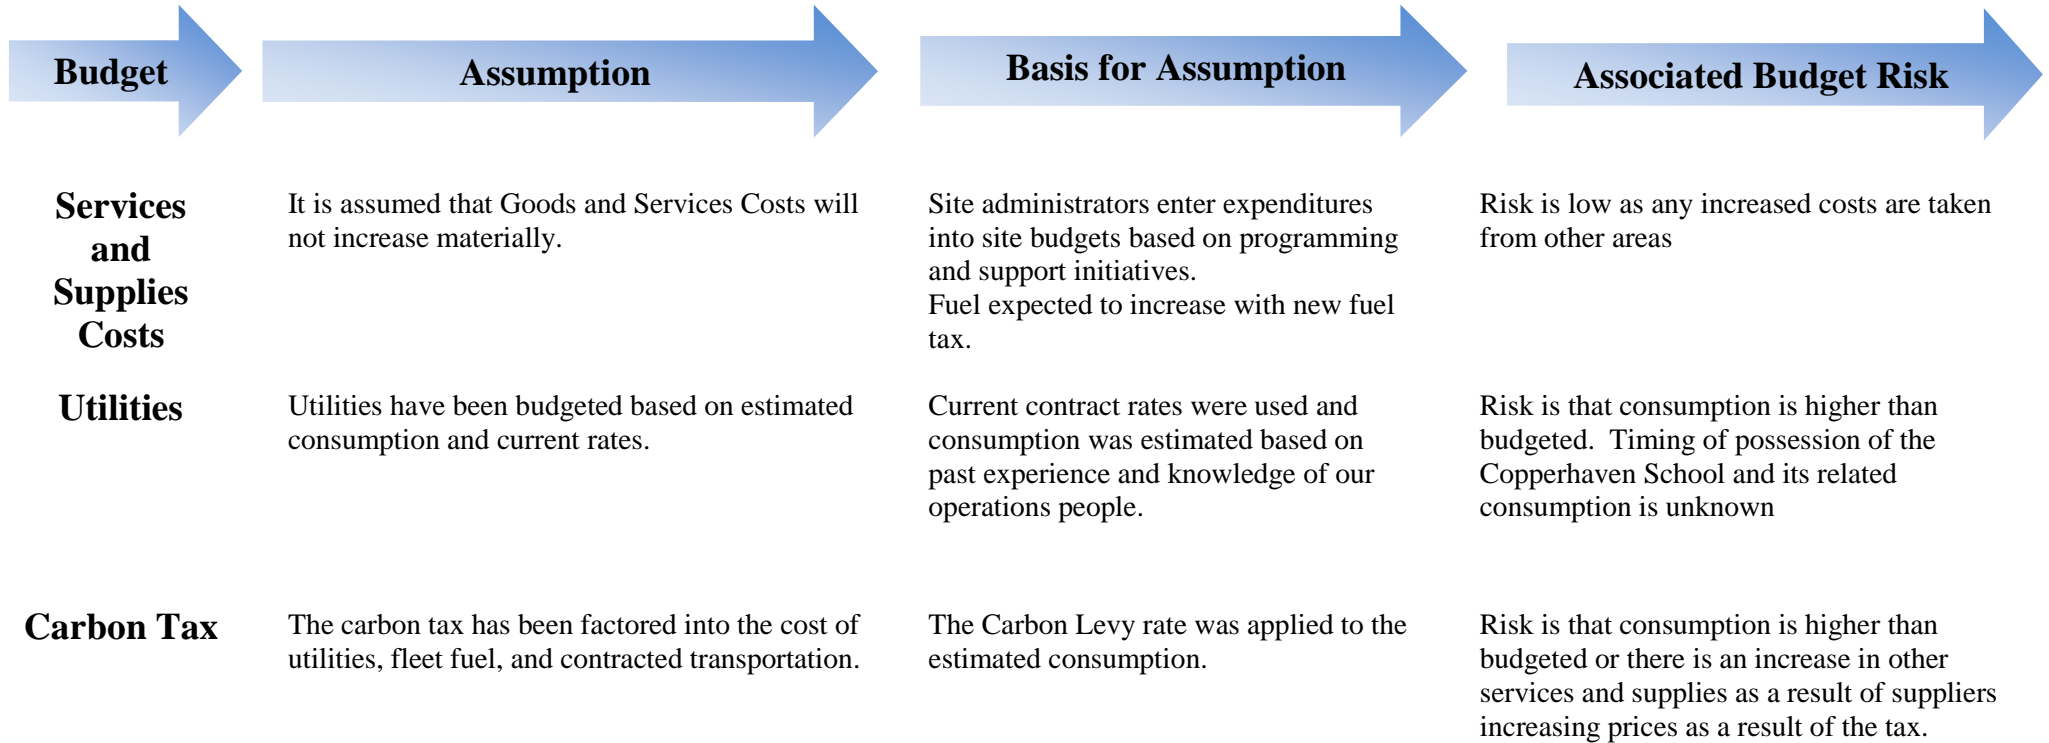 Budget
Assumption
Basis for Assumption
Associated Budget Risk
Services
and
Supplies
Costs
It is assumed that Goods and Services Costs will
not increase materially.
Site administrators enter expenditures
into site budgets based on programming
and support initiatives.
Fuel expected to increase with new fuel
tax.
Risk is low as any increased costs are taken
from other areas
Utilities
Utilities have been budgeted based on estimated
consumption and current rates.
Current contract rates were used and
consumption was estimated based on
past experience and knowledge of our
operations people.
Risk is that consumption is higher than
budgeted.  Timing of possession of the
Copperhaven School and its related
consumption is unknown
Carbon Tax
The carbon tax has been factored into the cost of
utilities, fleet fuel, and contracted transportation.
The Carbon Levy rate was applied to the
estimated consumption.
Risk is that consumption is higher than
budgeted or there is an increase in other
services and supplies as a result of suppliers
increasing prices as a result of the tax.